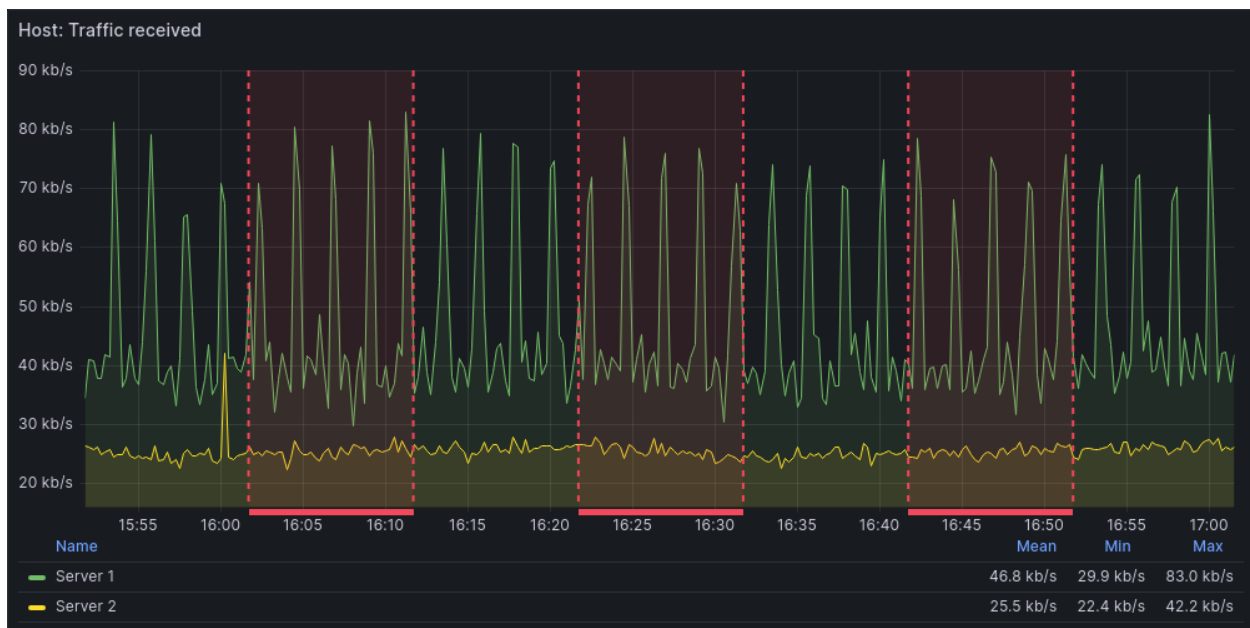 Host: Traffic received
90 kb/s
80 kb/s
70 kb/s
60 kb/s
50 kb/s
40 kb/s
30 kb/s
20 kb/s
15:55 16:00 16:05 16:10 16:15 16:20 16:25 16:30 16:35 16:40 16:45 16:50 16:55 17:00
Name Mean Min Max
Server 1 46.8 kb/s 29.9 kb/s 83.0 kb/s
Server 2 25.5 kb/s 22.4 kb/s 42.2 kb/s